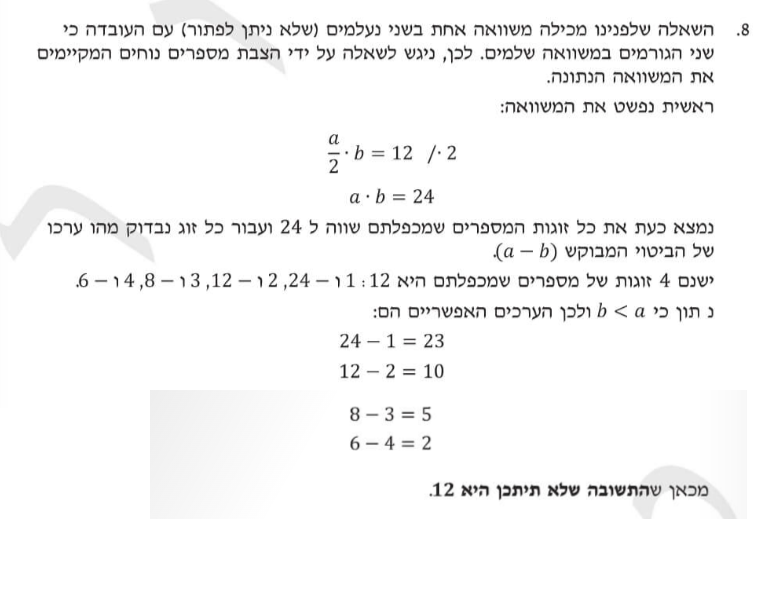 8. השאלה שלפנינו מכילה משוואה אחת בשני נעלמים (שלא ניתן לפתור) עם העובדה כי
שני הגורמים במשוואה שלמים. לכן, ניגש לשאלה על ידי הצבת מספרים נוחים המקיימים
את המשוואה הנתונה.
ראשית נפשט את המשוואה:
a/2 · b = 12 /· 2
a · b = 24
נמצא כעת את כל זוגות המספרים שמכפלתם שווה ל 24 ועבור כל זוג נבדוק מהו ערכו
של הביטוי המבוקש (a − b).
ישנם 4 זוגות של מספרים שמכפלתם היא 12: 1 ו – 24, 2 ו – 12, 3 ו – 8, 4 ו – 6.
נ תון כי b < a ולכן הערכים האפשריים הם:
24 − 1 = 23
12 − 2 = 10
8 − 3 = 5
6 − 4 = 2
מכאן שהתשובה שלא תיתכן היא 12.